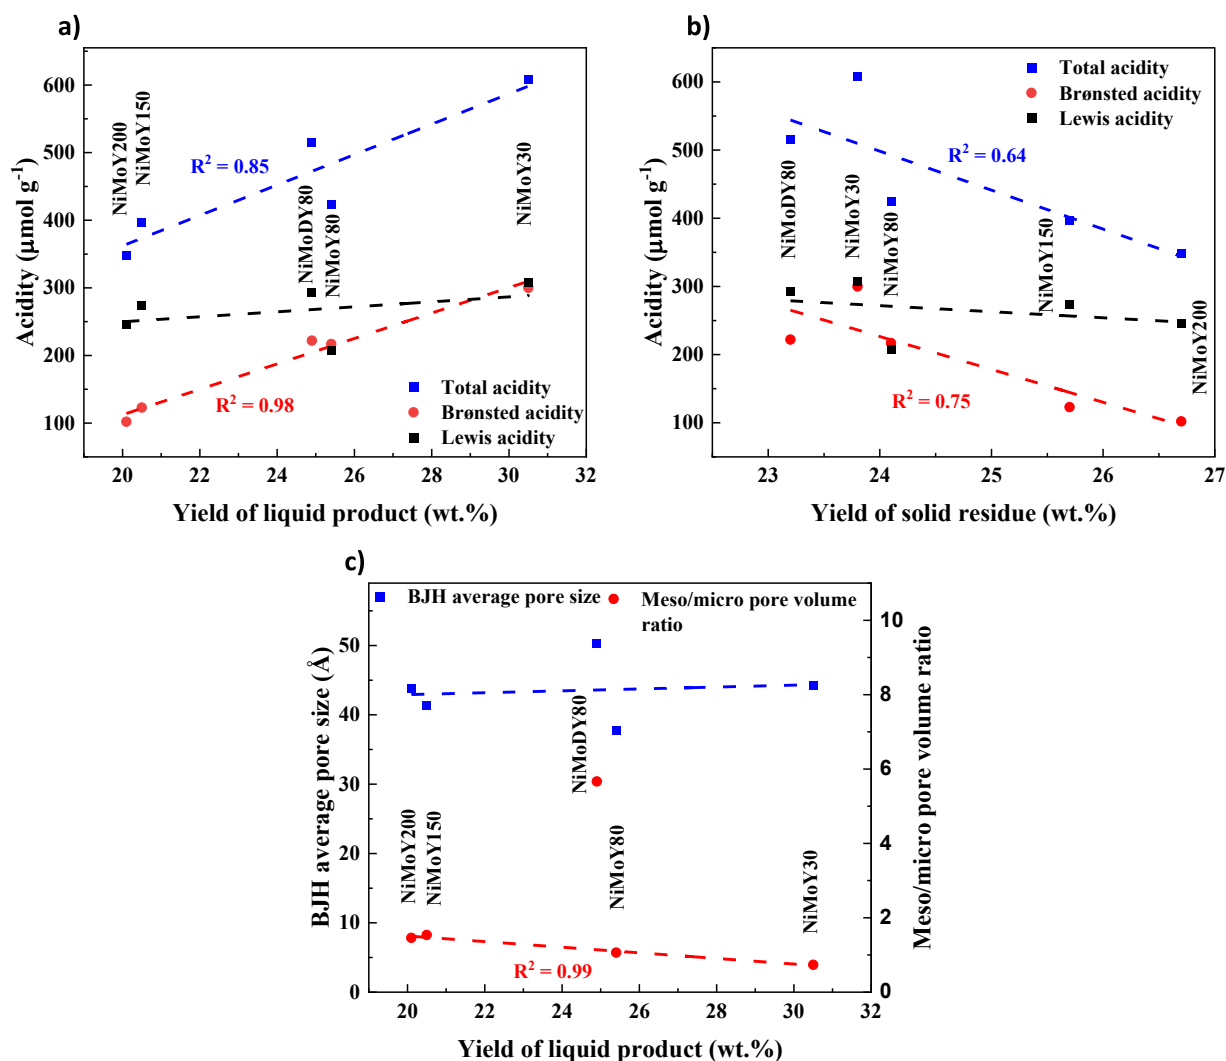 a)
Acidity (μmol g⁻¹)
600
500
400
300
200
100
NiMoY200
NiMoY150
NiMoDY80
NiMoY80
NiMoY30
R² = 0.85
R² = 0.98
Total acidity
Brønsted acidity
Lewis acidity
20 22 24 26 28 30 32
Yield of liquid product (wt.%)
b)
Acidity (μmol g⁻¹)
600
500
400
300
200
100
Total acidity
Brønsted acidity
Lewis acidity
NiMoDY80
NiMoY30
NiMoY80
NiMoY150
NiMoY200
R² = 0.64
R² = 0.75
23 24 25 26 27
Yield of solid residue (wt.%)
c)
BJH average pore size
Meso/micro pore volume
ratio
BJH average pore size (Å)
50
40
30
20
10
0
NiMoY200
NiMoY150
NiMoDY80
NiMoY80
NiMoY30
R² = 0.99
10
8
6
4
2
0
Meso/micro pore volume ratio
20 22 24 26 28 30 32
Yield of liquid product (wt.%)